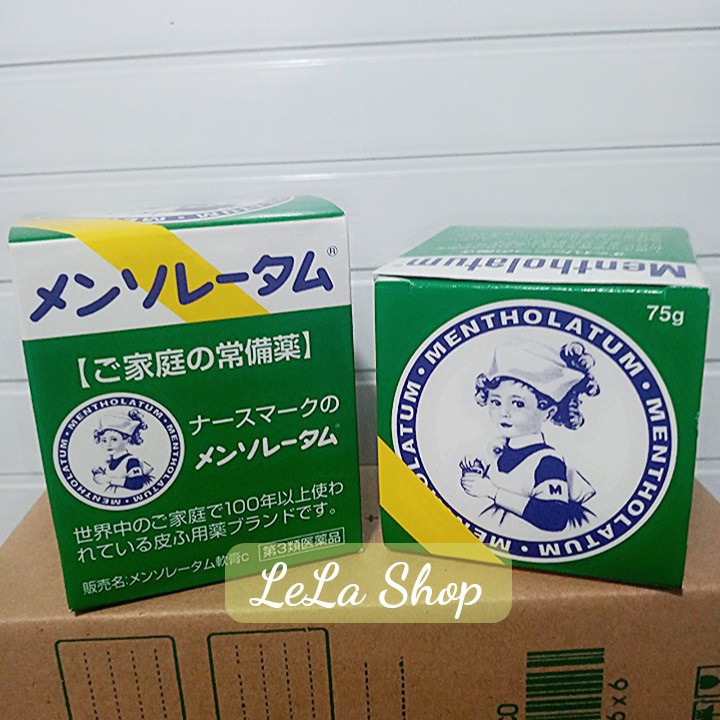 メンソレータム®
【ご家庭の常備薬】
MENTHOLATUM・MENTHOLATUM・
ナースマークの
メンソレータム®
世界中のご家庭で100年以上使わ
れている皮ふ用薬ブランドです。
販売名:メンソレータム軟膏c 第3類医薬品
Mentholatum
75g
MENTHOLATUM・MENTHOLATUM・MENTHOLATUM・
M
LeLa Shop